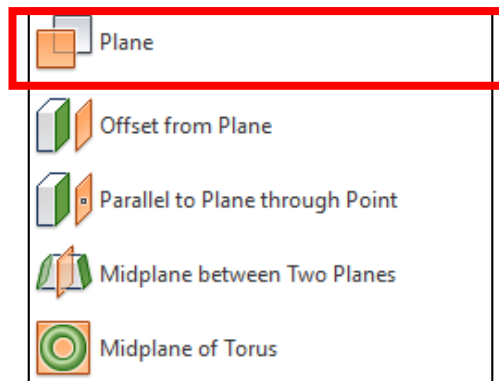 Plane
Offset from Plane
Parallel to Plane through Point
Midplane between Two Planes
Midplane of Torus